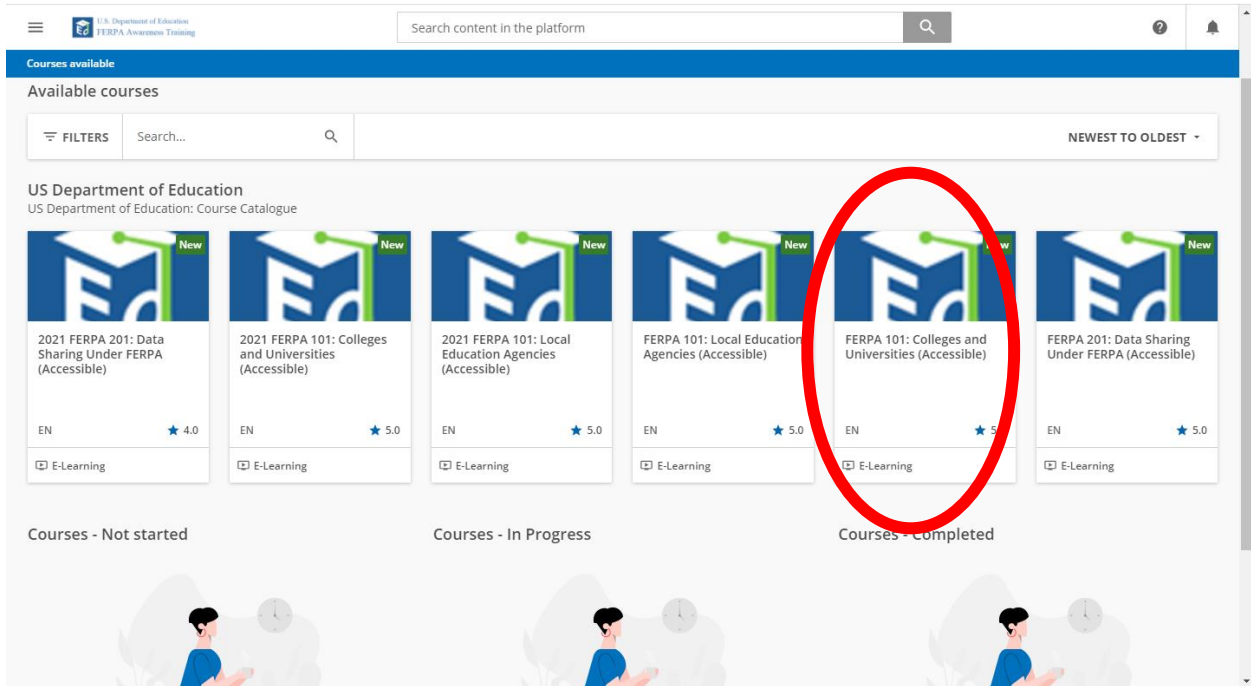 U.S. Department of Education
FERPA Awareness Training
Search content in the platform
Courses available
Available courses
FILTERS
Search...
NEWEST TO OLDEST
US Department of Education
US Department of Education: Course Catalogue
New
2021 FERPA 201: Data
Sharing Under FERPA
(Accessible)
EN
4.0
E-Learning
New
2021 FERPA 101: Colleges
and Universities
(Accessible)
EN
5.0
E-Learning
New
2021 FERPA 101: Local
Education Agencies
(Accessible)
EN
5.0
E-Learning
New
FERPA 101: Local Education
Agencies (Accessible)
EN
5.0
E-Learning
FERPA 101: Colleges and
Universities (Accessible)
EN
E-Learning
New
FERPA 201: Data Sharing
Under FERPA (Accessible)
EN
5.0
E-Learning
Courses - Not started
Courses - In Progress
Courses - Completed